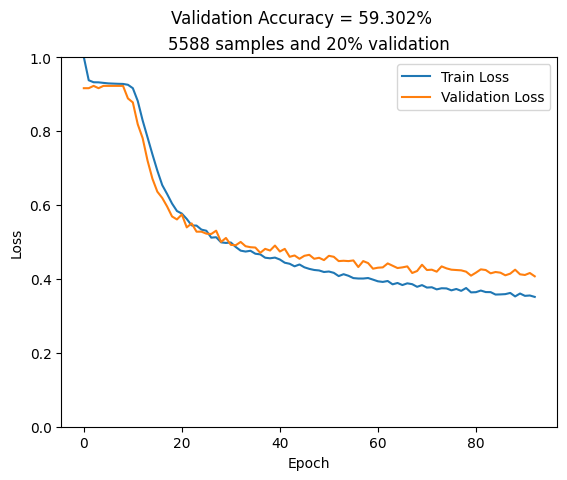 Validation Accuracy = 59.302%
5588 samples and 20% validation
Train Loss
Validation Loss
1.0
0.8
0.6
0.4
0.2
0.0
Loss
0 20 40 60 80
Epoch